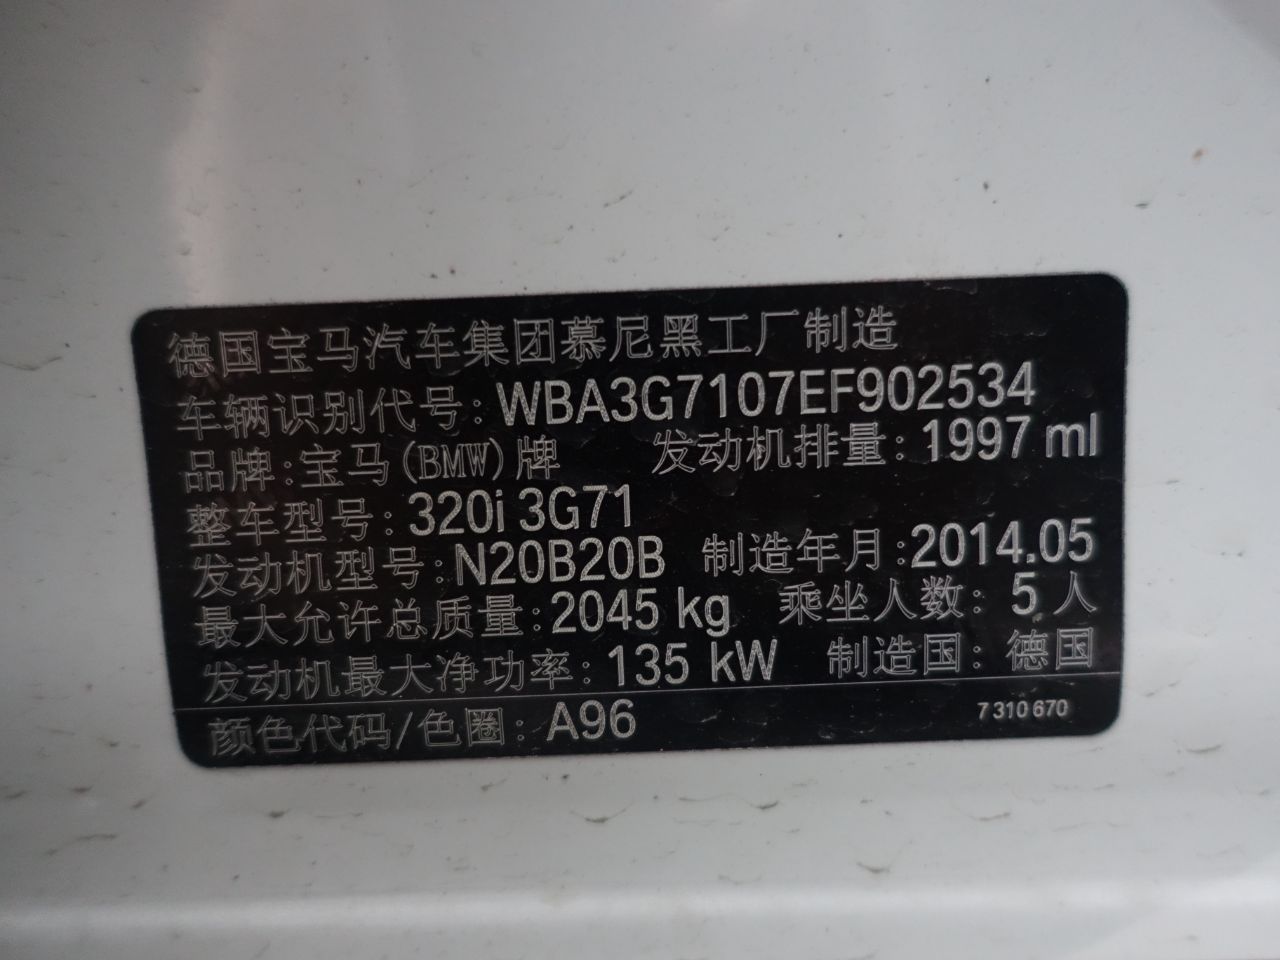 德国宝马汽车集团慕尼黑工厂制造
车辆识别代号: WBA3G7107EF902534
品牌: 宝马(BMW)牌 发动机排量: 1997 ml
整车型号: 320i 3G71
发动机型号: N20B20B 制造年月: 2014.05
最大允许总质量: 2045 kg 乘坐人数: 5 人
发动机最大净功率: 135 kW 制造国: 德国
颜色代码/色圈: A96 7 310 670